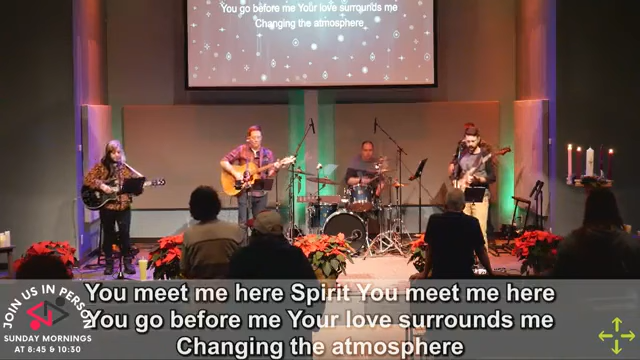 You go before me Your love surrounds me
Changing the atmosphere
JOIN US IN PERSON
SUNDAY MORNINGS
AT 8:45 & 10:30
You meet me here Spirit You meet me here
You go before me Your love surrounds me
Changing the atmosphere